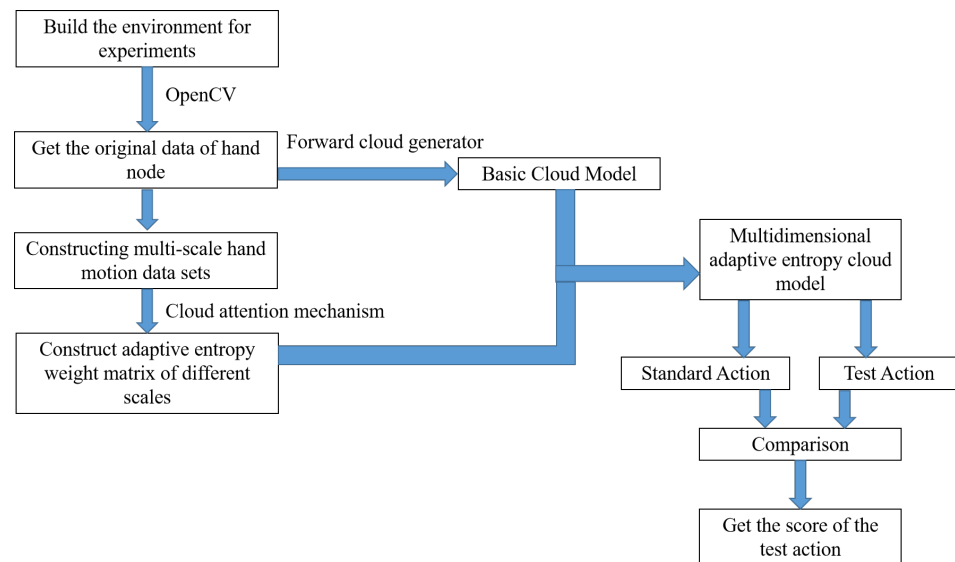 Build the environment for
experiments
OpenCV
Get the original data of hand
node
Forward cloud generator
Basic Cloud Model
Constructing multi-scale hand
motion data sets
Cloud attention mechanism
Construct adaptive entropy
weight matrix of different
scales
Multidimensional
adaptive entropy cloud
model
Standard Action
Test Action
Comparison
Get the score of the
test action